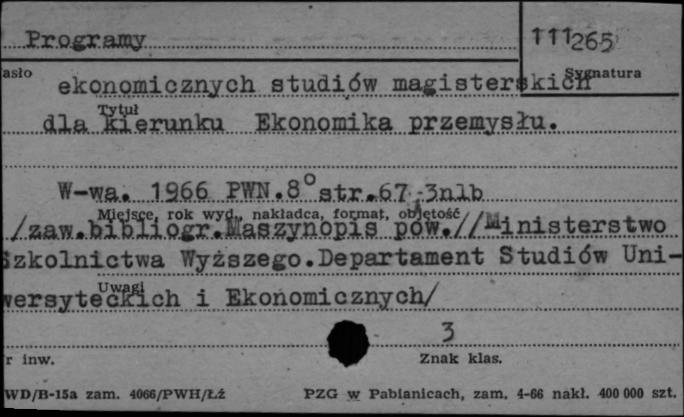 Programy
111265
asło
Sygnatura
ekonomicznych studiów magisterskich
Tytuł
dla kierunku Ekonomika przemysłu.
W-wa. 1966 PWN.8° str.67,3nlb
Miejsce, rok wyd., nakładca, format, objętość
/zaw.bibliogr.Maszynopis pow.//Ministerstwo
Szkolnictwa Wyższego.Departament Studiów Uni-
Uwagi
wersyteckich i Ekonomicznych/
3
r inw.
Znak klas.
WD/B-15a zam. 4066/PWH/Łź
PZG w Pabianicach, zam. 4-66 nakł. 400 000 szt.